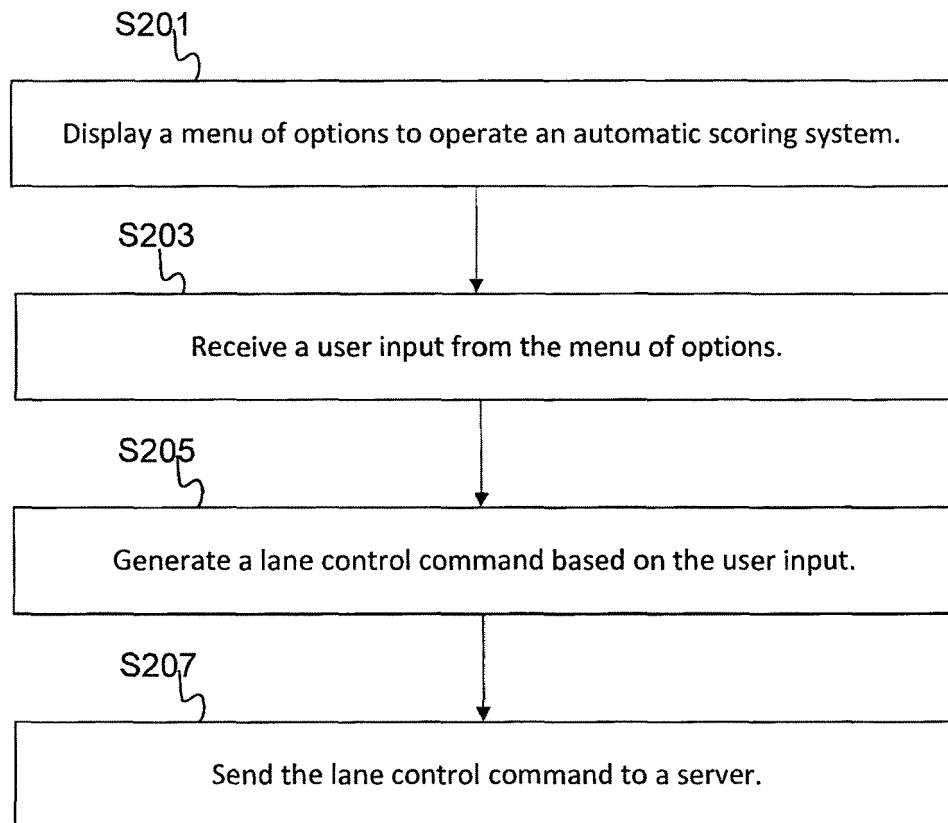 S201
Display a menu of options to operate an automatic scoring system.
S203
Receive a user input from the menu of options.
S205
Generate a lane control command based on the user input.
S207
Send the lane control command to a server.